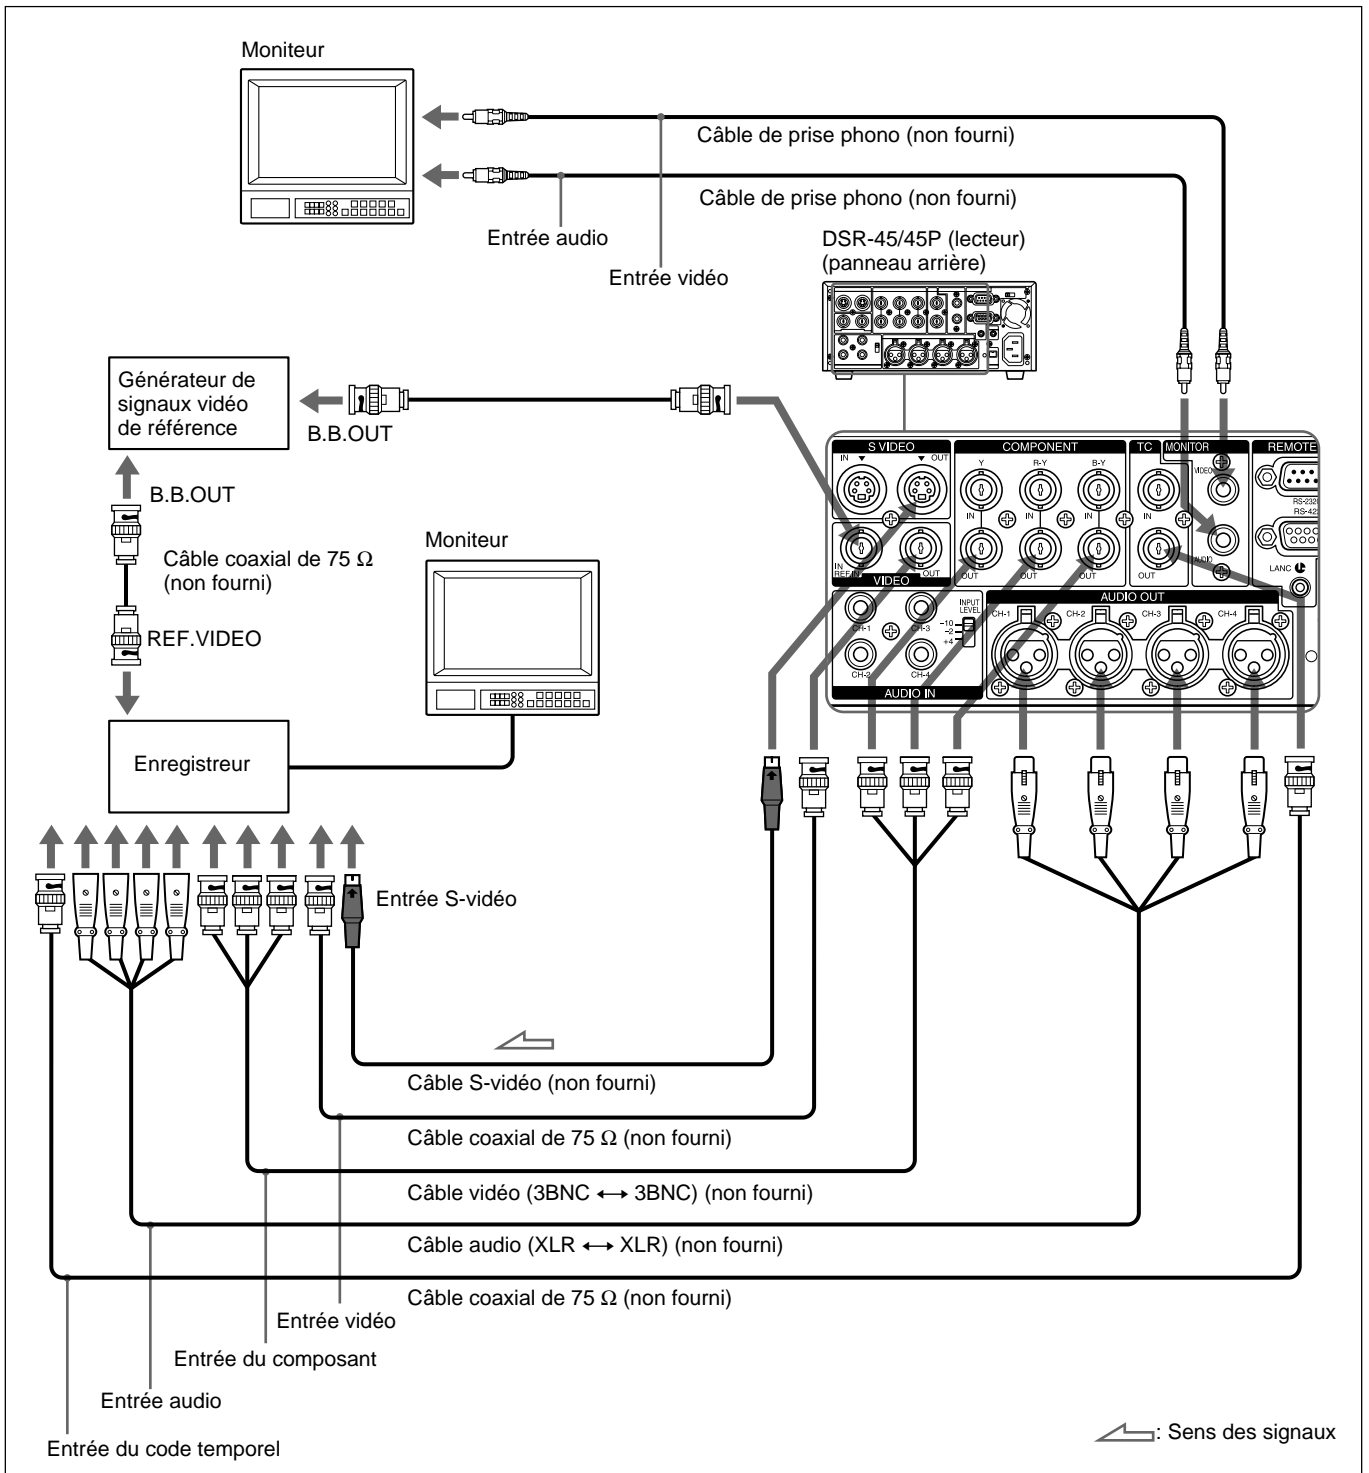 Moniteur
Câble de prise phono (non fourni)
Câble de prise phono (non fourni)
Entrée audio
Entrée vidéo
DSR-45/45P (lecteur)
(panneau arrière)
Générateur de
signaux vidéo
de référence
B.B.OUT
B.B.OUT
Câble coaxial de 75 Ω
(non fourni)
REF.VIDEO
Moniteur
Enregistreur
S VIDEO
COMPONENT
TC
MONITOR
REMOTE
IN
OUT
Y
R-Y
B-Y
VIDEO
IN
IN
IN
IN
RS-232
RS-422
IN
REF.IN
OUT
VIDEO
OUT
OUT
OUT
OUT
AUDIO
LANC
AUDIO OUT
CH-1
CH-3
INPUT
LEVEL
-10
-2
+4
CH-2
CH-4
AUDIO IN
CH-1
CH-2
CH-3
CH-4
Entrée S-vidéo
Câble S-vidéo (non fourni)
Câble coaxial de 75 Ω (non fourni)
Câble vidéo (3BNC ↔ 3BNC) (non fourni)
Câble audio (XLR ↔ XLR) (non fourni)
Câble coaxial de 75 Ω (non fourni)
Entrée vidéo
Entrée du composant
Entrée audio
Entrée du code temporel
: Sens des signaux